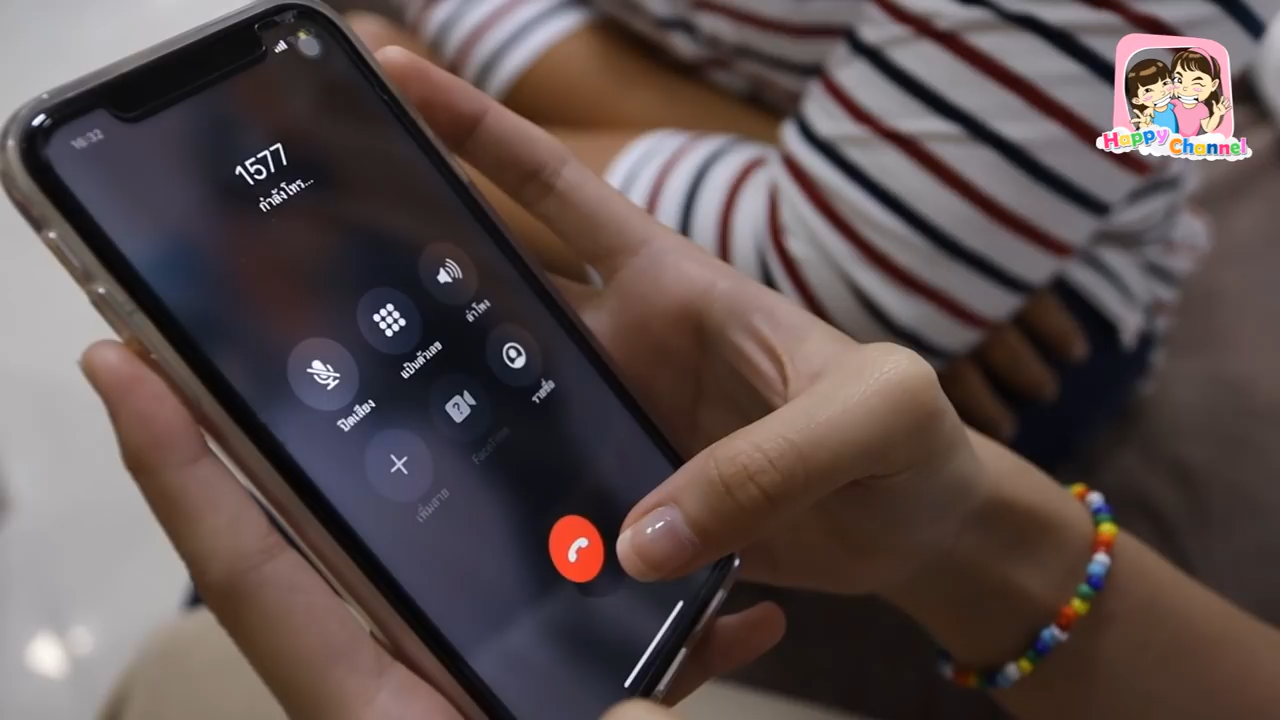 10:32
1577
กำลังโทร...
ปิดเสียง
แป้นตัวเลข
ลำโพง
เพิ่มสาย
FaceTime
รายชื่อ
Happy Channel